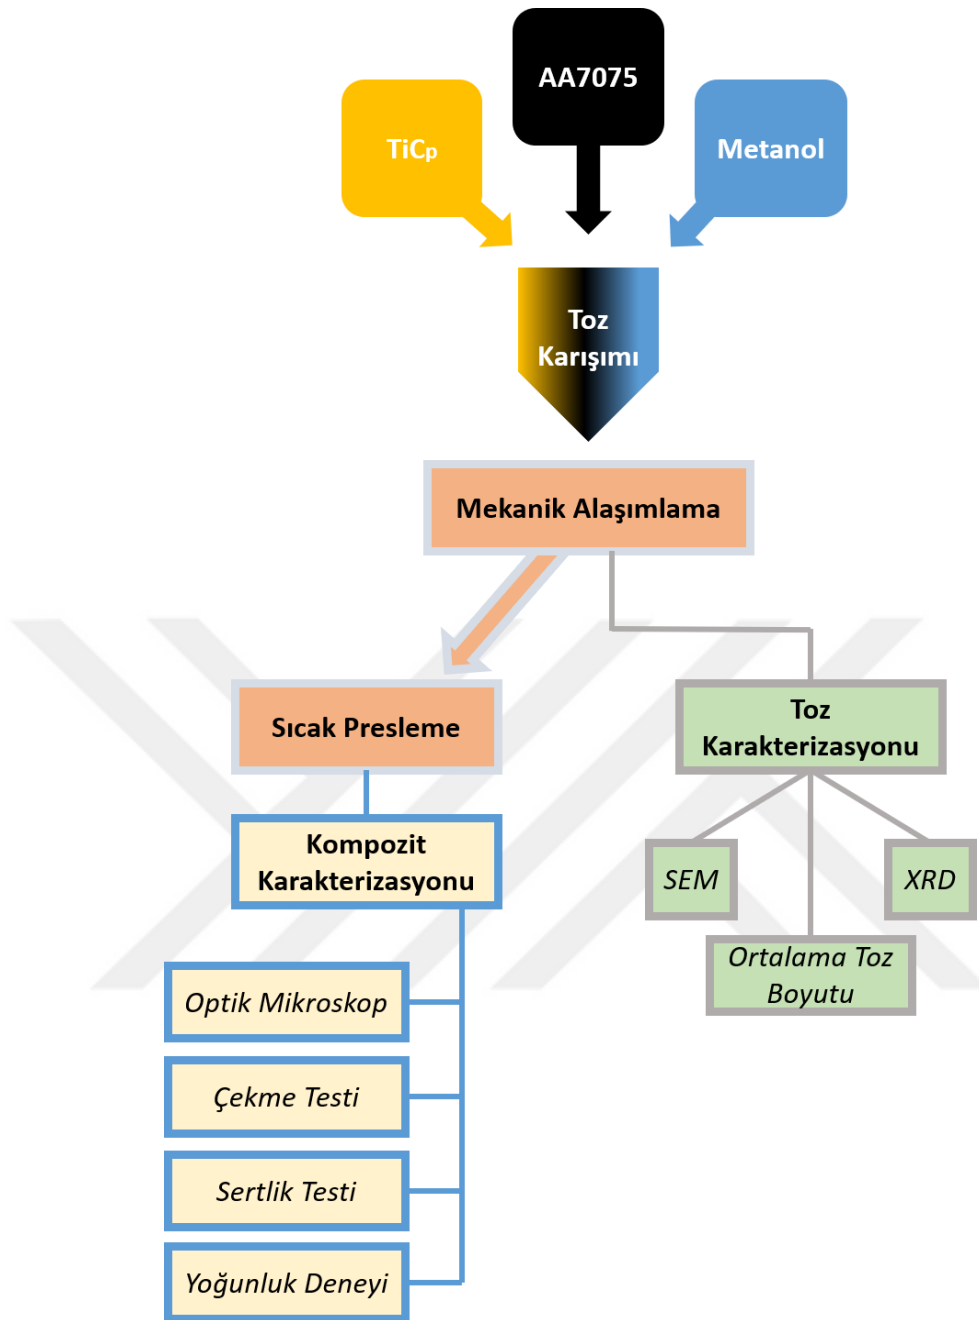 AA7075
TiCp
Metanol
Toz
Karışımı
Mekanik Alaşımlama
Sıcak Presleme
Toz
Karakterizasyonu
Kompozit
Karakterizasyonu
SEM
XRD
Ortalama Toz
Boyutu
Optik Mikroskop
Çekme Testi
Sertlik Testi
Yoğunluk Deneyi